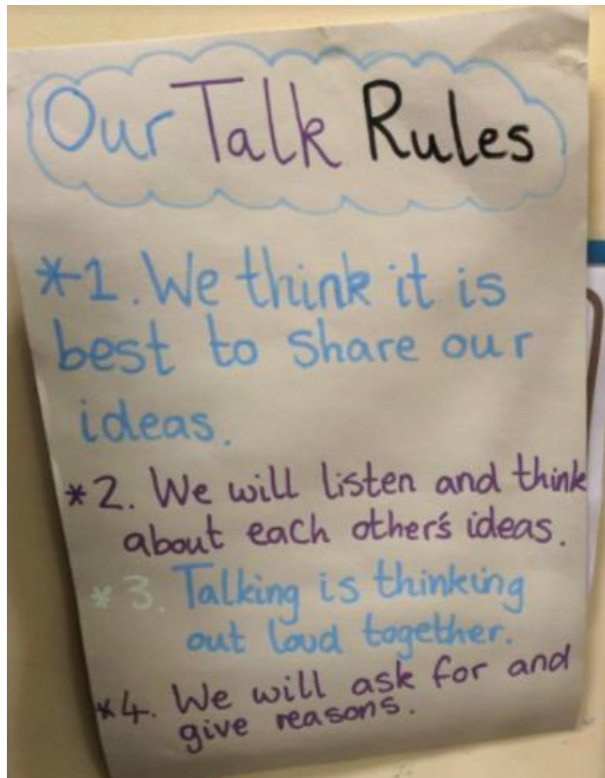 Our Talk Rules
*1. We think it is
best to share our
ideas.
*2. We will listen and think
about each other's ideas.
*3. Talking is thinking
out loud together.
*4. We will ask for and
give reasons.